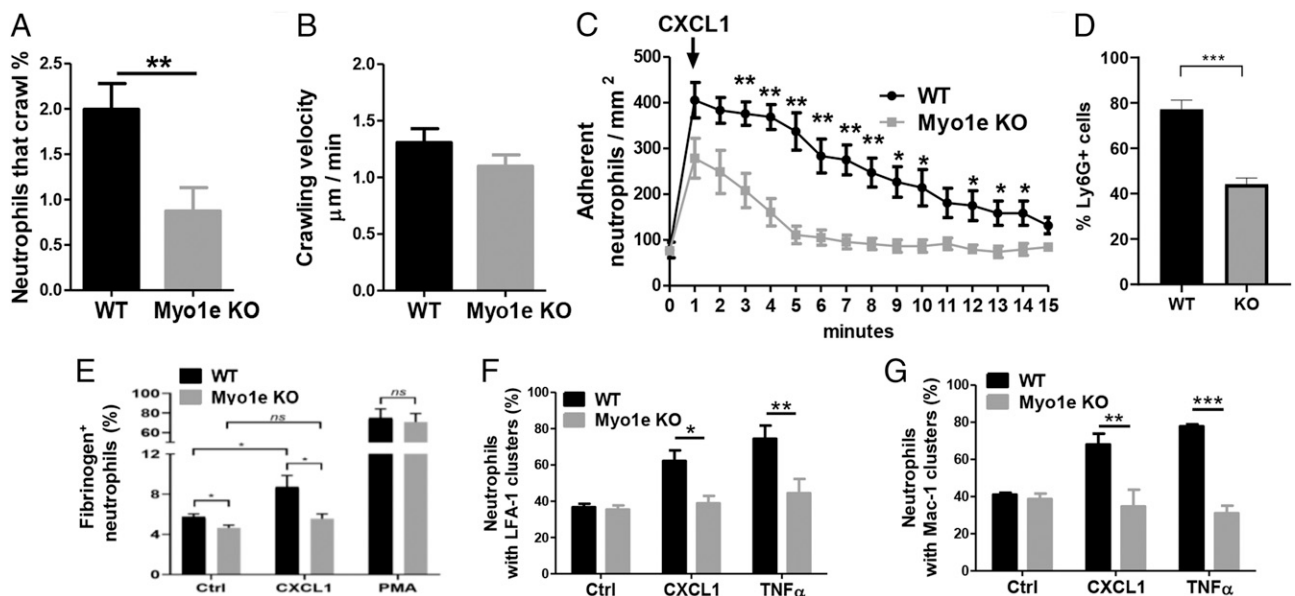 A
Neutrophils that crawl %
2.5
2.0
1.5
1.0
0.5
0.0
**
WT
Myo1e KO
B
Crawling velocity
μm / min
2.0
1.5
1.0
0.5
0.0
WT
Myo1e KO
C
CXCL1
Adherent
neutrophils / mm2
500
400
300
200
100
0
** ** ** ** ** ** * * * * *
WT
Myo1e KO
0 1 2 3 4 5 6 7 8 9 10 11 12 13 14 15
minutes
D
% Ly6G+ cells
100
80
60
40
20
0
***
WT
KO
E
WT
Myo1e KO
Fibrinogen+
neutrophils (%)
100
80
60
12
8
4
0
* * * ns ns
Ctrl
CXCL1
PMA
F
WT
Myo1e KO
Neutrophils
with LFA-1 clusters (%)
100
80
60
40
20
0
*
**
Ctrl
CXCL1
TNFα
G
WT
Myo1e KO
Neutrophils
with Mac-1 clusters (%)
100
80
60
40
20
0
**
***
Ctrl
CXCL1
TNFα